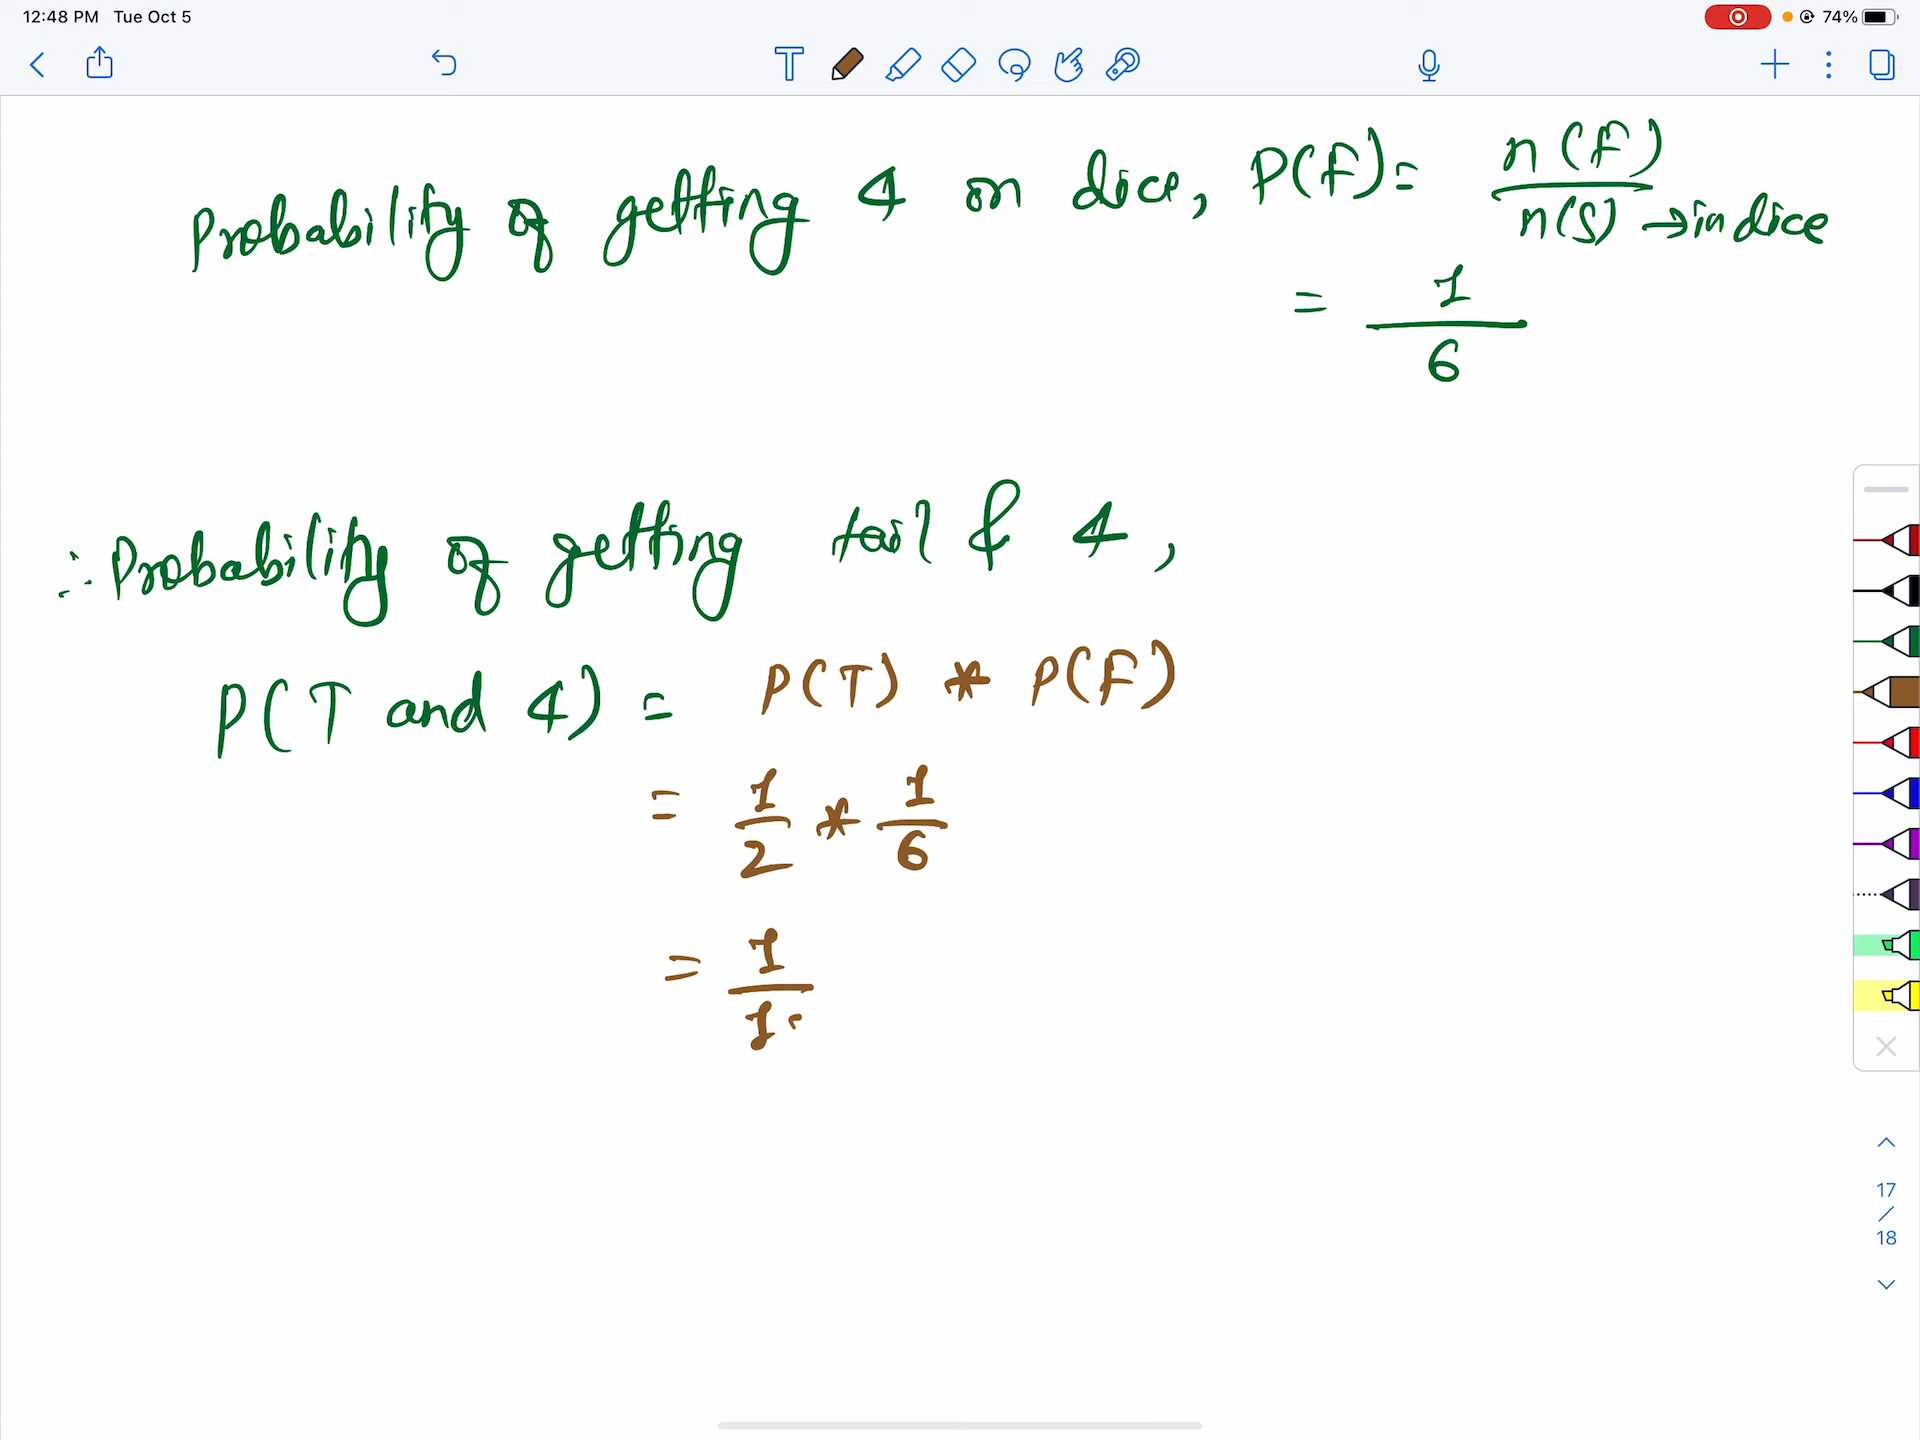 12:48 PM Tue Oct 5
74%
Probability of getting 4 on dice, P(F) = n(F) / n(S) → in dice
= 1 / 6
∴ Probability of getting tail & 4,
P(T and 4) = P(T) * P(F)
= 1/2 * 1/6
= 1 / 1
17
/
18